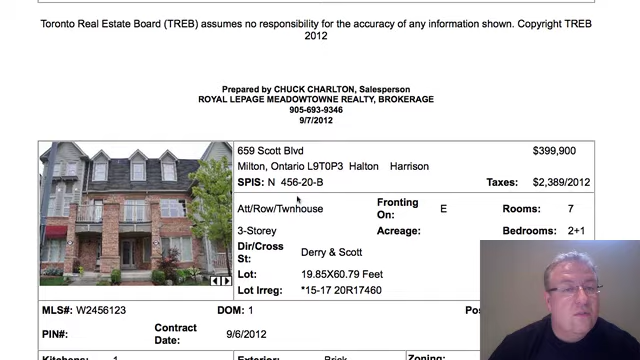 Toronto Real Estate Board (TREB) assumes no responsibility for the accuracy of any information shown. Copyright TREB
2012
Prepared by CHUCK CHARLTON, Salesperson
ROYAL LEPAGE MEADOWTOWNE REALTY, BROKERAGE
905-693-9346
9/7/2012
659 Scott Blvd $399,900
Milton, Ontario L9T0P3 Halton Harrison
SPIS: N 456-20-B Taxes: $2,389/2012
Att/Row/Twnhouse Fronting On: E Rooms: 7
3-Storey Acreage: Bedrooms: 2+1
Dir/Cross St: Derry & Scott
Lot: 19.85X60.79 Feet
Lot Irreg: *15-17 20R17460
MLS#: W2456123 DOM: 1
PIN#: Contract Date: 9/6/2012
Kitchens: 1 Exterior: Brick Zoning: